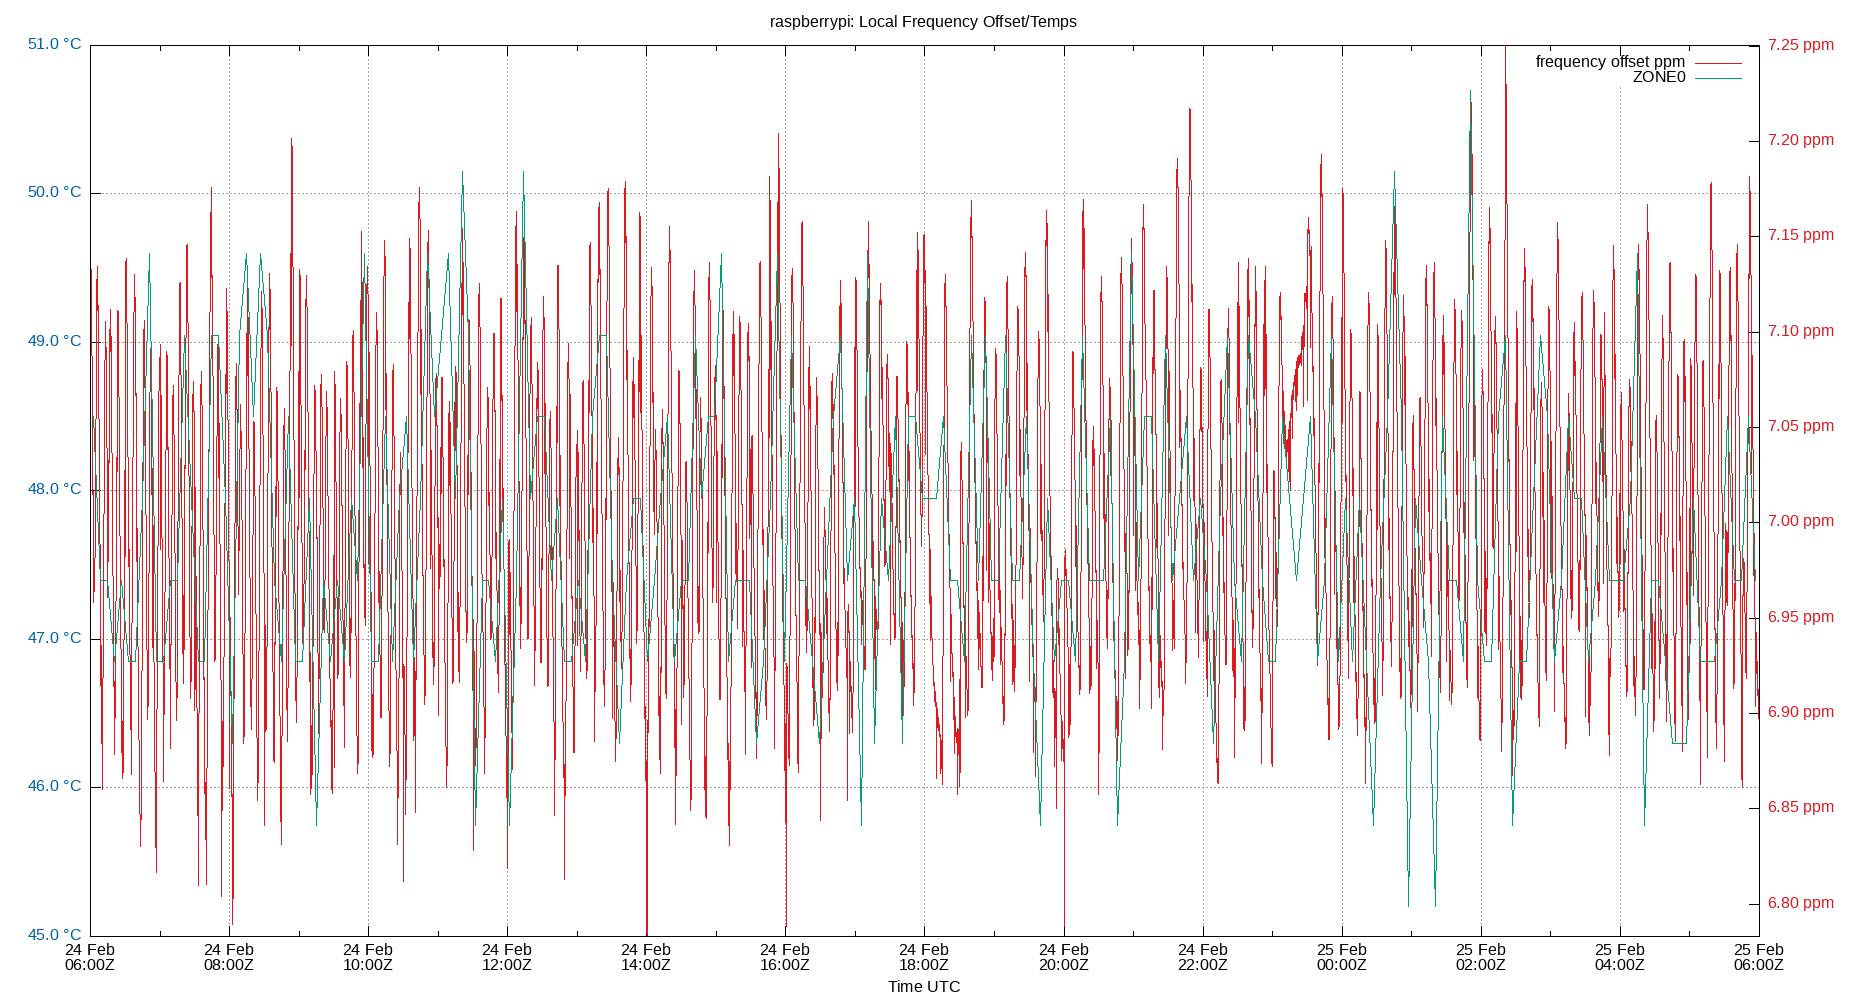 raspberrypi: Local Frequency Offset/Temps
51.0 °C
7.25 ppm
frequency offset ppm
ZONE0
7.20 ppm
50.0 °C
7.15 ppm
49.0 °C
7.10 ppm
7.05 ppm
48.0 °C
7.00 ppm
47.0 °C
6.95 ppm
6.90 ppm
46.0 °C
6.85 ppm
6.80 ppm
45.0 °C
24 Feb 24 Feb 24 Feb 24 Feb 24 Feb 24 Feb 24 Feb 24 Feb 24 Feb 25 Feb 25 Feb 25 Feb 25 Feb
06:00Z 08:00Z 10:00Z 12:00Z 14:00Z 16:00Z 18:00Z 20:00Z 22:00Z 00:00Z 02:00Z 04:00Z 06:00Z
Time UTC